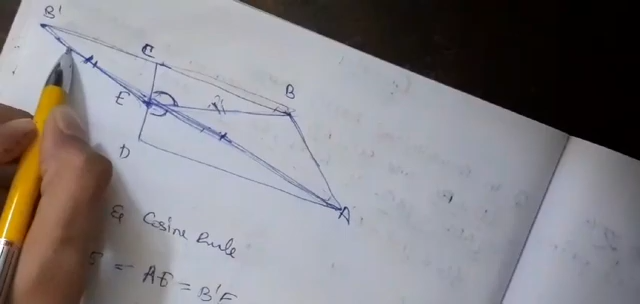 B'
C
B
E
D
A
Cosine Rule
= AE = B'E